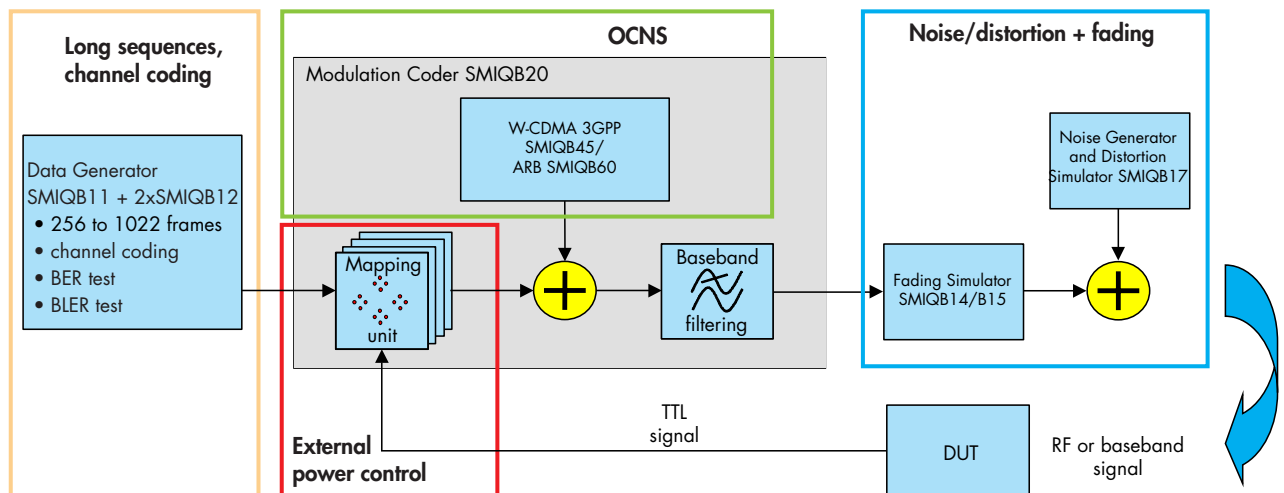 Long sequences,
channel coding
OCNS
Noise/distortion + fading
Modulation Coder SMIQB20
W-CDMA 3GPP
SMIQB45/
ARB SMIQB60
Noise Generator
and Distortion
Simulator SMIQB17
Data Generator
SMIQB11 + 2xSMIQB12
• 256 to 1022 frames
• channel coding
• BER test
• BLER test
Mapping
unit
Baseband
filtering
Fading Simulator
SMIQB14/B15
TTL
signal
External
power control
DUT
RF or baseband
signal